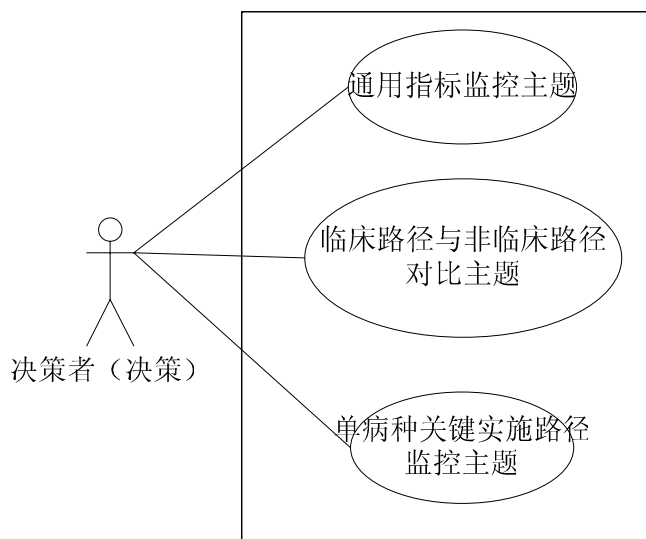 通用指标监控主题
临床路径与非临床路径
对比主题
决策者（决策）
单病种关键实施路径
监控主题